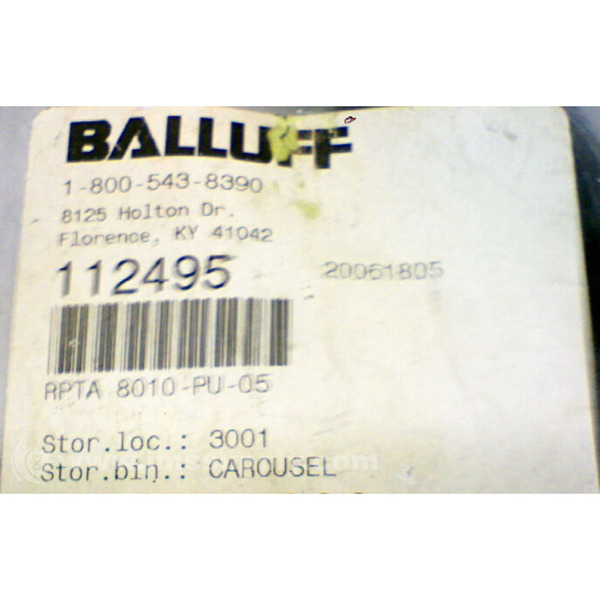 BALLUFF
1-800-543-8390
8125 Holton Dr.
Florence, KY 41042
112495 20061805
RPTA 8010-PU-05
Stor.loc.: 3001
Stor.bin.: CAROUSEL